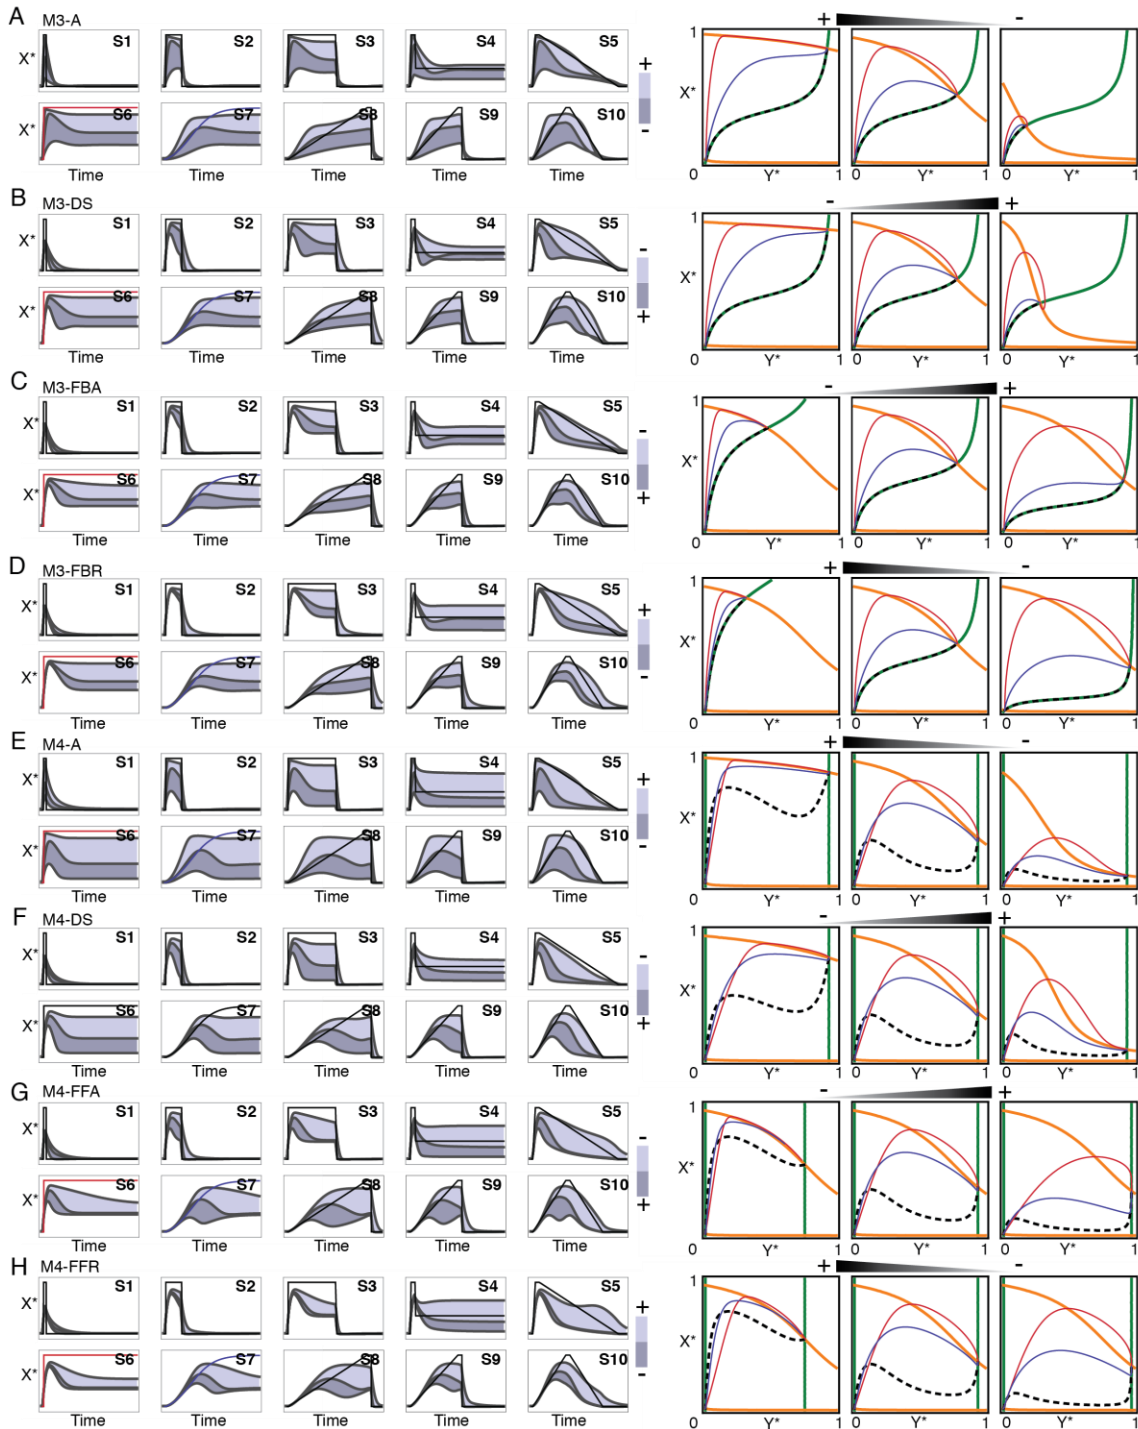 A M3-A + -
X* S1 S2 S3 S4 S5 +
X* S6 S7 S8 S9 S10 -
Time Time Time Time Time
X* 0 Y* 1 0 Y* 1 0 Y* 1
B M3-DS - +
X* S1 S2 S3 S4 S5 -
X* S6 S7 S8 S9 S10 +
Time Time Time Time Time
1 X* 0 Y* 1 0 Y* 1 0 Y* 1
C M3-FBA - +
X* S1 S2 S3 S4 S5 -
X* S6 S7 S8 S9 S10 +
Time Time Time Time Time
1 X* 0 Y* 1 0 Y* 1 0 Y* 1
D M3-FBR + -
X* S1 S2 S3 S4 S5 +
X* S6 S7 S8 S9 S10 -
Time Time Time Time Time
1 X* 0 Y* 1 0 Y* 1 0 Y* 1
E M4-A + -
X* S1 S2 S3 S4 S5 +
X* S6 S7 S8 S9 S10 -
Time Time Time Time Time
1 X* 0 Y* 1 0 Y* 1 0 Y* 1
F M4-DS - +
X* S1 S2 S3 S4 S5 -
X* S6 S7 S8 S9 S10 +
Time Time Time Time Time
1 X* 0 Y* 1 0 Y* 1 0 Y* 1
G M4-FFA - +
X* S1 S2 S3 S4 S5 -
X* S6 S7 S8 S9 S10 +
Time Time Time Time Time
1 X* 0 Y* 1 0 Y* 1 0 Y* 1
H M4-FFR + -
X* S1 S2 S3 S4 S5 +
X* S6 S7 S8 S9 S10 -
Time Time Time Time Time
1 X* 0 Y* 1 0 Y* 1 0 Y* 1